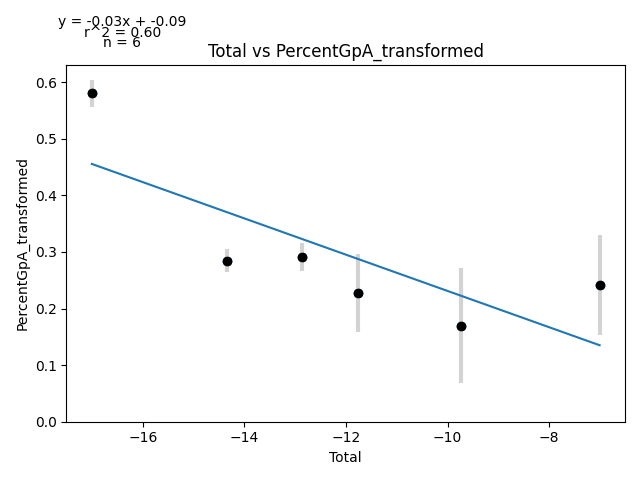 y = -0.03x + -0.09
r^2 = 0.60
n = 6
Total vs PercentGpA_transformed
PercentGpA_transformed
0.6
0.5
0.4
0.3
0.2
0.1
0.0
−16
−14
−12
−10
−8
Total